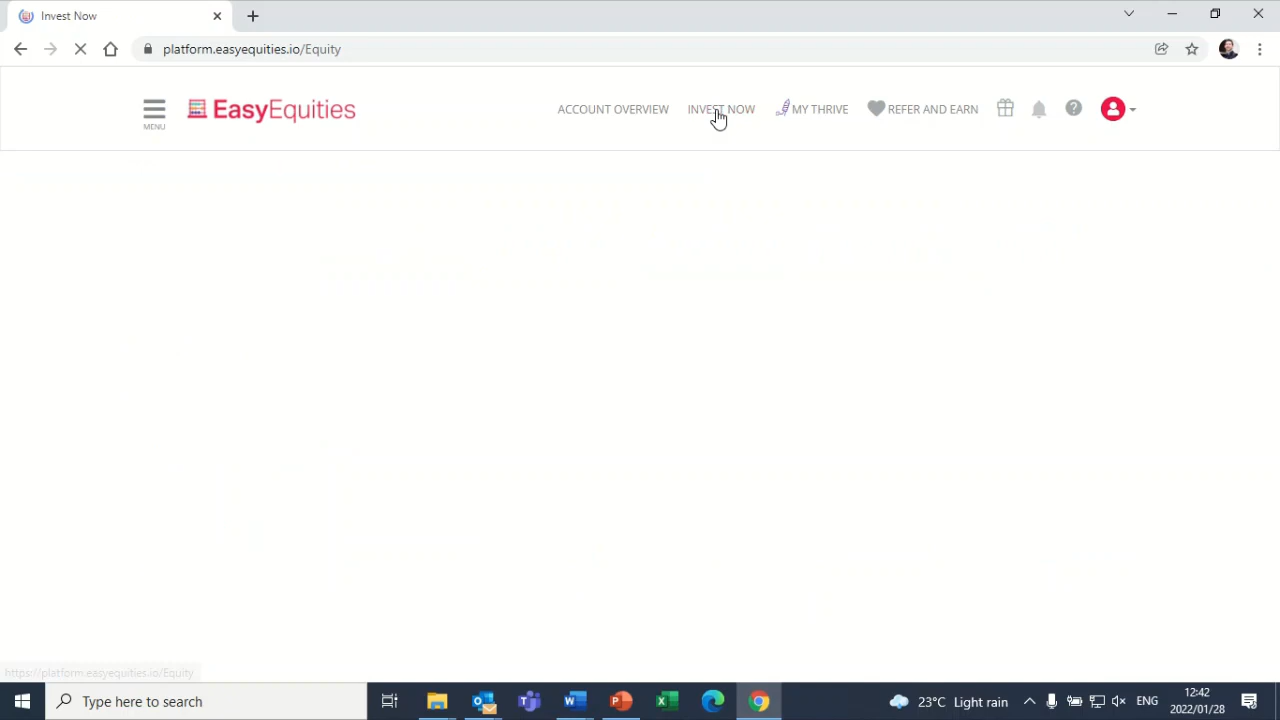 Invest Now
platform.easyequities.io/Equity
MENU
EasyEquities
ACCOUNT OVERVIEW
INVEST NOW
MY THRIVE
REFER AND EARN
https://platform.easyequities.io/Equity
Type here to search
23°C Light rain
ENG
12:42
2022/01/28